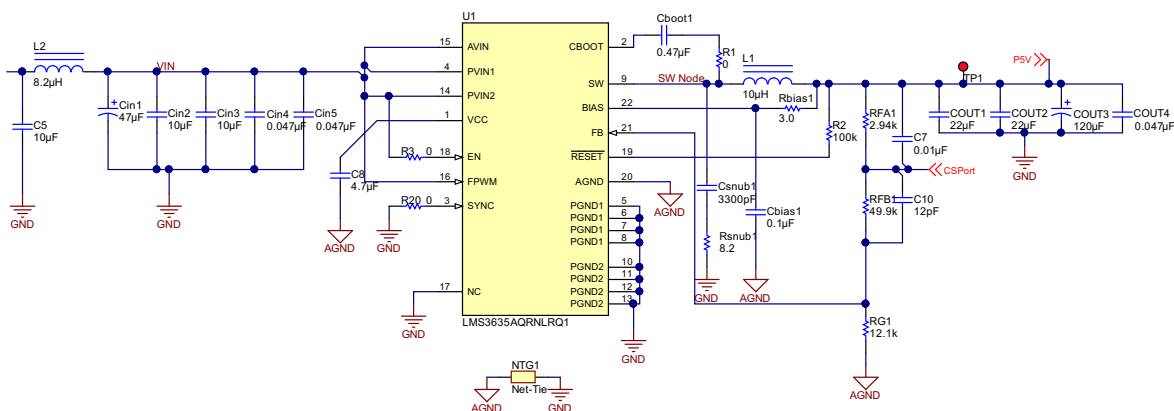 U1
L2
8.2µH
VIN
C5
10µF
Cin1
47µF
Cin2
10µF
Cin3
10µF
Cin4
0.047µF
Cin5
0.047µF
GND
GND
C8
4.7µF
AGND
R3 0
R20 0
GND
GND
15 AVIN
4 PVIN1
14 PVIN2
1 VCC
18 EN
16 FPWM
3 SYNC
17 NC
CBOOT 2
SW 9
BIAS 22
FB 21
RESET 19
AGND 20
PGND1 5
PGND1 6
PGND1 7
PGND1 8
PGND2 10
PGND2 11
PGND2 12
PGND2 13
LMS3635AQRNLRQ1
Cboot1
0.47µF
R1
0
SW Node
L1
10µH
Rbias1
3.0
R2
100k
AGND
Csnub1
3300pF
Rsnub1
8.2
GND
Cbias1
0.1µF
AGND
GND
RFA1
2.94k
C7
0.01µF
CSPort
RFB1
49.9k
C10
12pF
RG1
12.1k
AGND
TP1
P5V
COUT1
22µF
COUT2
22µF
COUT3
120µF
COUT4
0.047µF
GND
NTG1
Net-Tie
AGND
GND